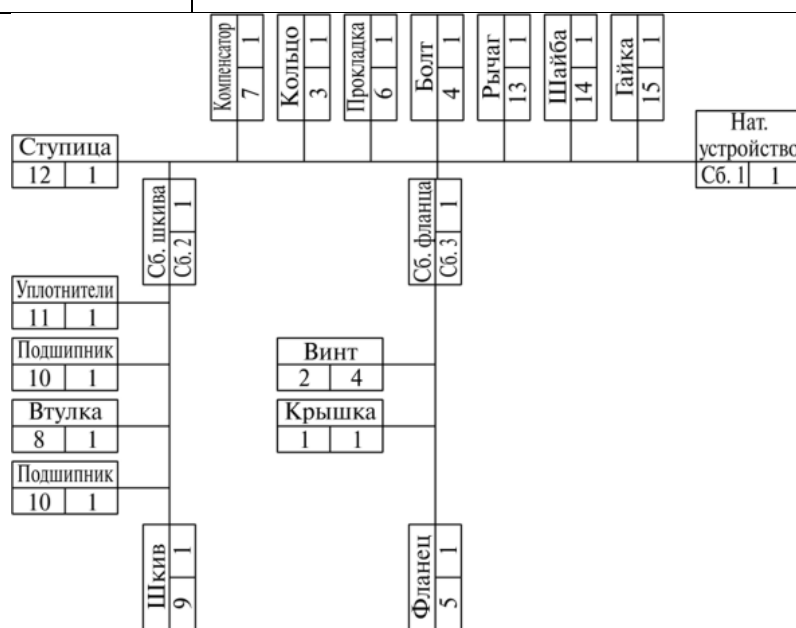 Компенсатор
7 1
Кольцо
3 1
Прокладка
6 1
Болт
4 1
Рычаг
13 1
Шайба
14 1
Гайка
15 1
Нат.
устройство
Сб. 1 1
Ступица
12 1
Сб. шкива
Сб. 2 1
Сб. фланца
Сб. 3 1
Уплотнители
11 1
Подшипник
10 1
Втулка
8 1
Подшипник
10 1
Винт
2 4
Крышка
1 1
Шкив
9 1
Фланец
5 1